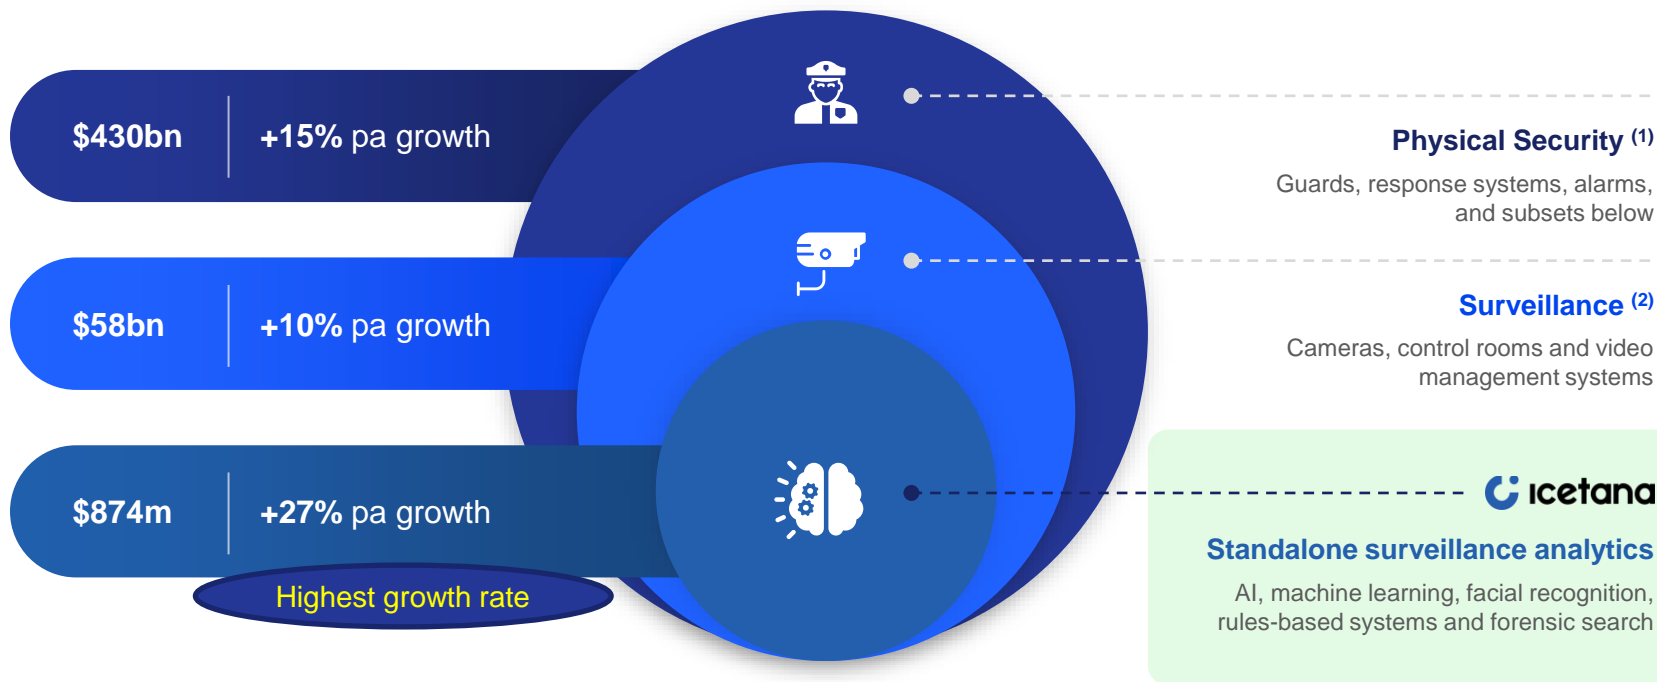 $430bn +15% pa growth
Physical Security (1)
Guards, response systems, alarms,
and subsets below
$58bn +10% pa growth
Surveillance (2)
Cameras, control rooms and video
management systems
$874m +27% pa growth
Highest growth rate
icetana
Standalone surveillance analytics
AI, machine learning, facial recognition,
rules-based systems and forensic search